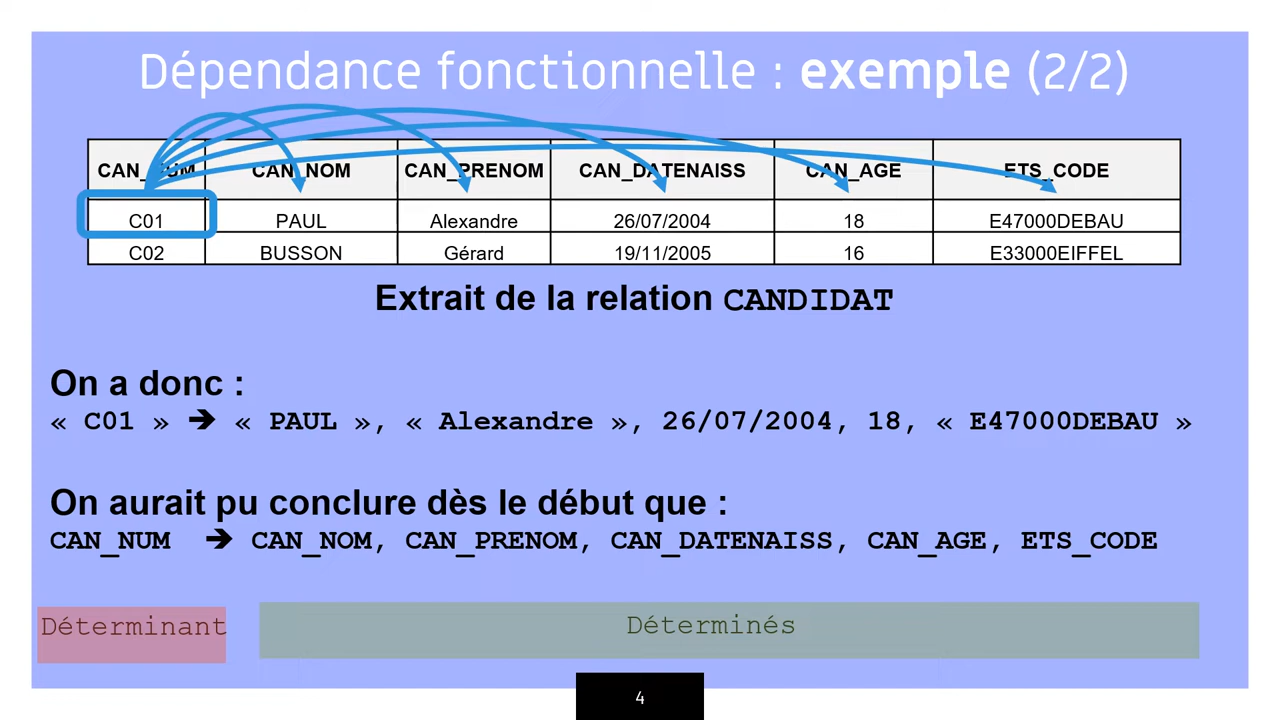 Dépendance fonctionnelle : exemple (2/2)
CAN_NUM CAN_NOM CAN_PRENOM CAN_DATENAISS CAN_AGE ETS_CODE
C01 PAUL Alexandre 26/07/2004 18 E47000DEBAU
C02 BUSSON Gérard 19/11/2005 16 E33000EIFFEL
Extrait de la relation CANDIDAT
On a donc :
« C01 » ➔ « PAUL », « Alexandre », 26/07/2004, 18, « E47000DEBAU »
On aurait pu conclure dès le début que :
CAN_NUM ➔ CAN_NOM, CAN_PRENOM, CAN_DATENAISS, CAN_AGE, ETS_CODE
Déterminant Déterminés
4